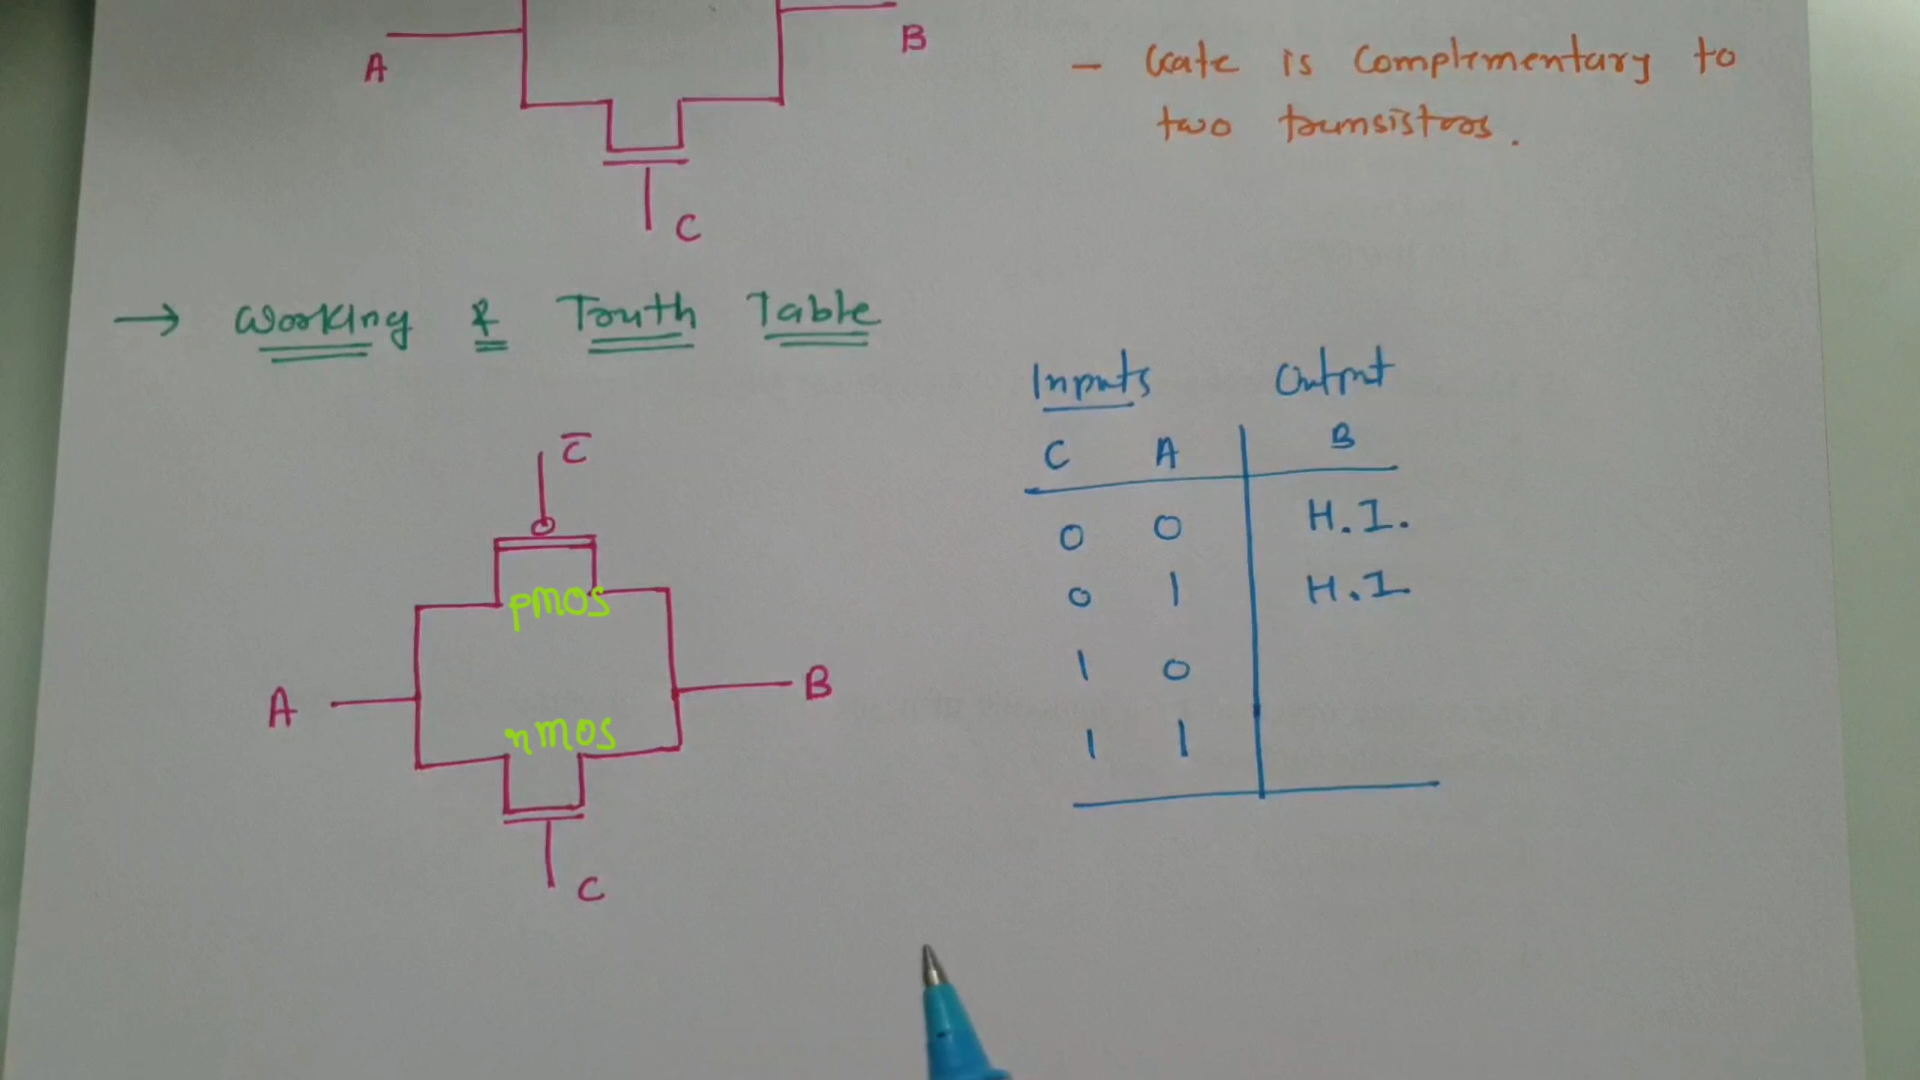 A B
- Gate is Complementary to
two transistors.
C
→ Working & Truth Table
Inputs Output
C A B
0 0 H.I.
0 1 H.I.
1 0
1 1
C̅
pmos
A B
nmos
C